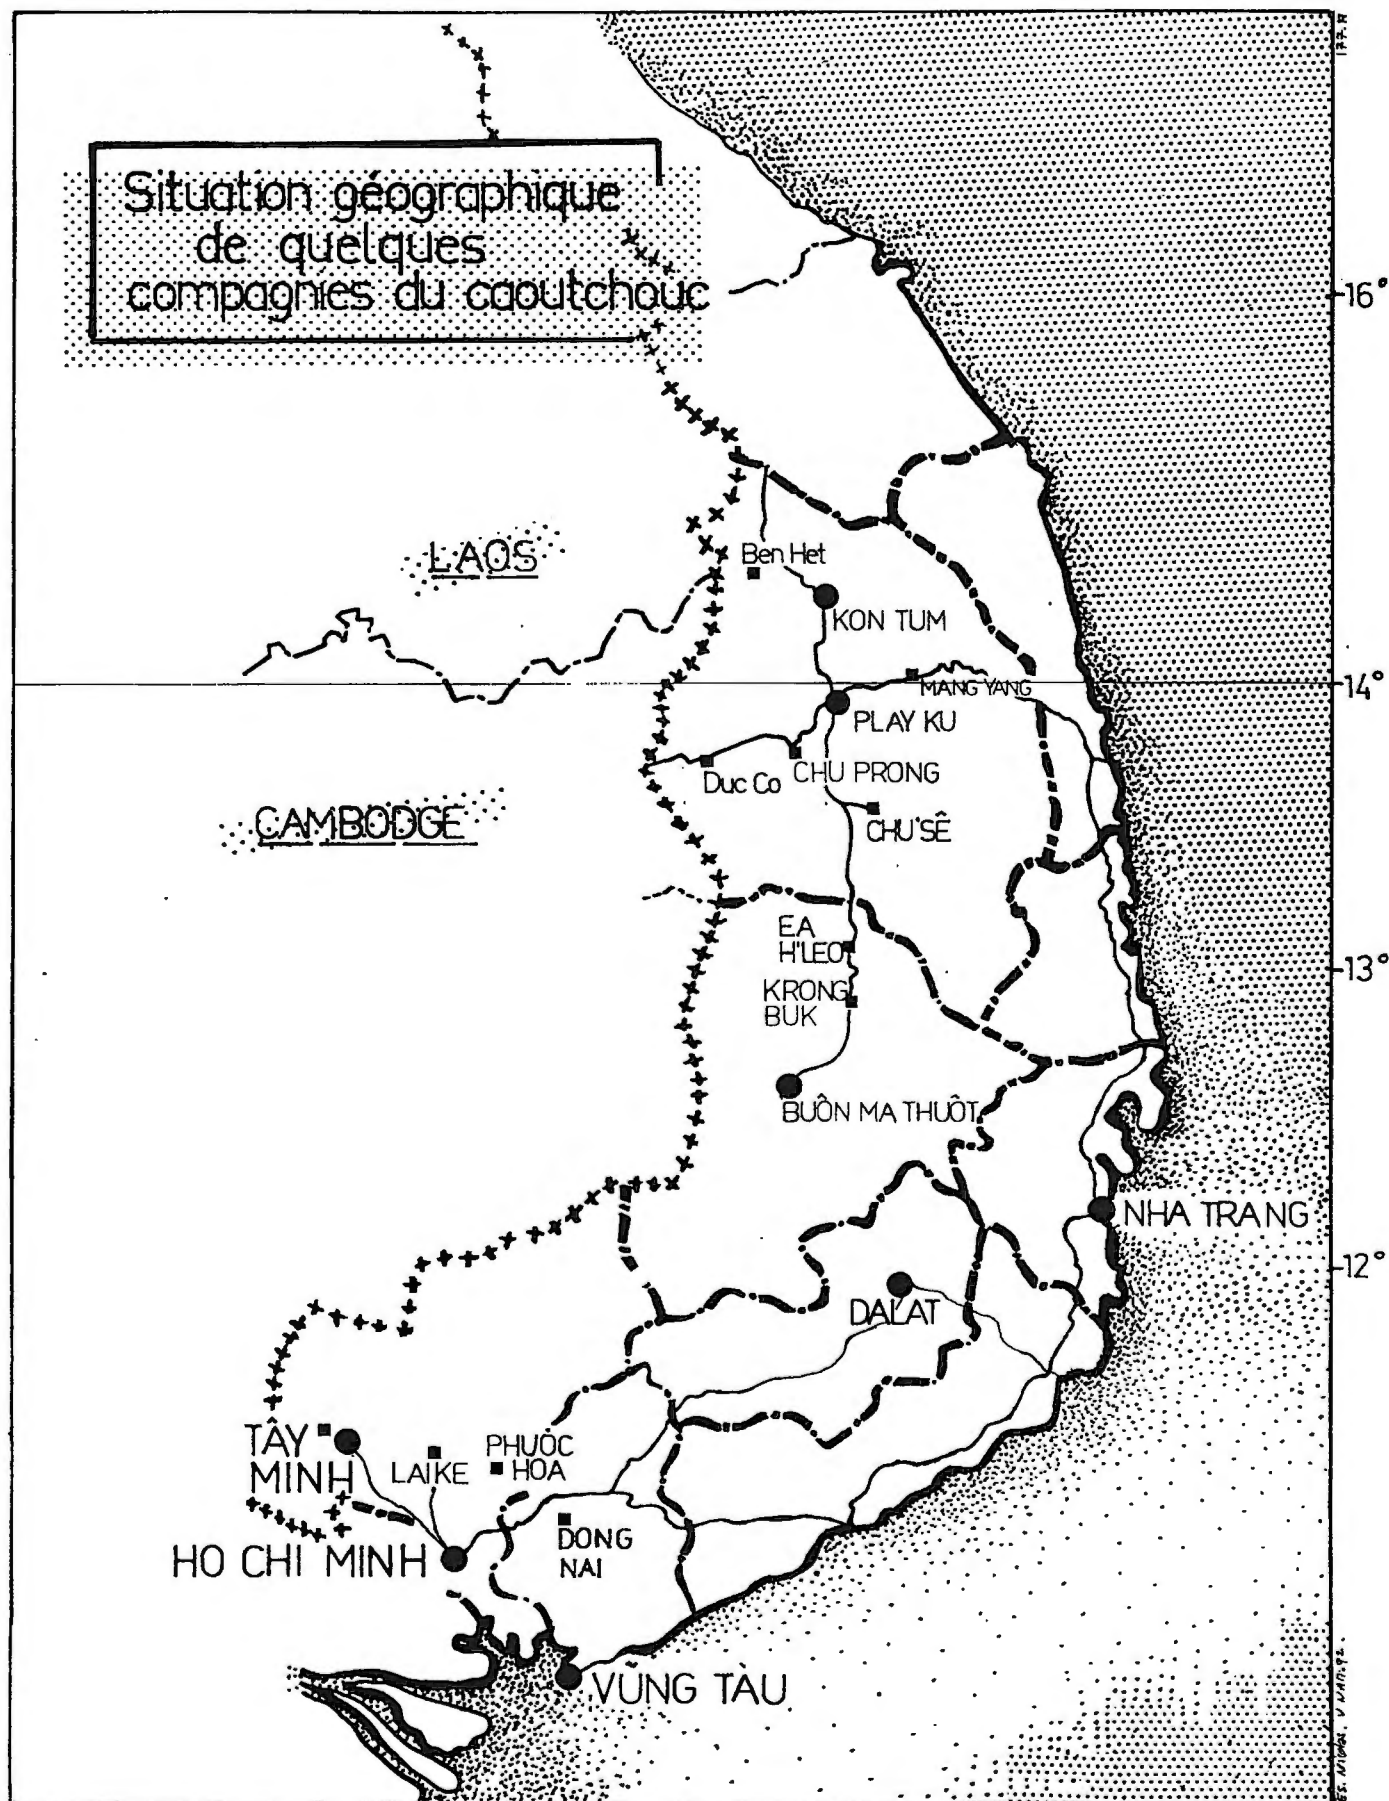 Situation géographique
de quelques
compagnies du caoutchouc
16°
LAOS
Ben Het
KON TUM
MANG YANG
14°
PLAY KU
Duc Co
CHU PRONG
CHU'SÊ
CAMBODGE
EA
H'LEO
13°
KRONG
BUK
BUÔN MA THUÔT
NHA TRANG
12°
DALAT
TÂY
MINH
LAIKE
PHUÔC
HOA
DONG
NAI
HO CHI MINH
VŨNG TÀU